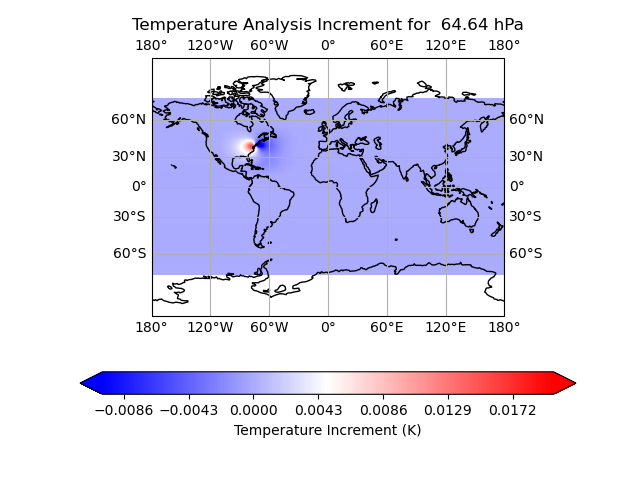 Temperature Analysis Increment for  64.64 hPa
180° 120°W 60°W 0° 60°E 120°E 180°
60°N 60°N
30°N 30°N
0° 0°
30°S 30°S
60°S 60°S
180° 120°W 60°W 0° 60°E 120°E 180°
−0.0086 −0.0043 0.0000 0.0043 0.0086 0.0129 0.0172
Temperature Increment (K)